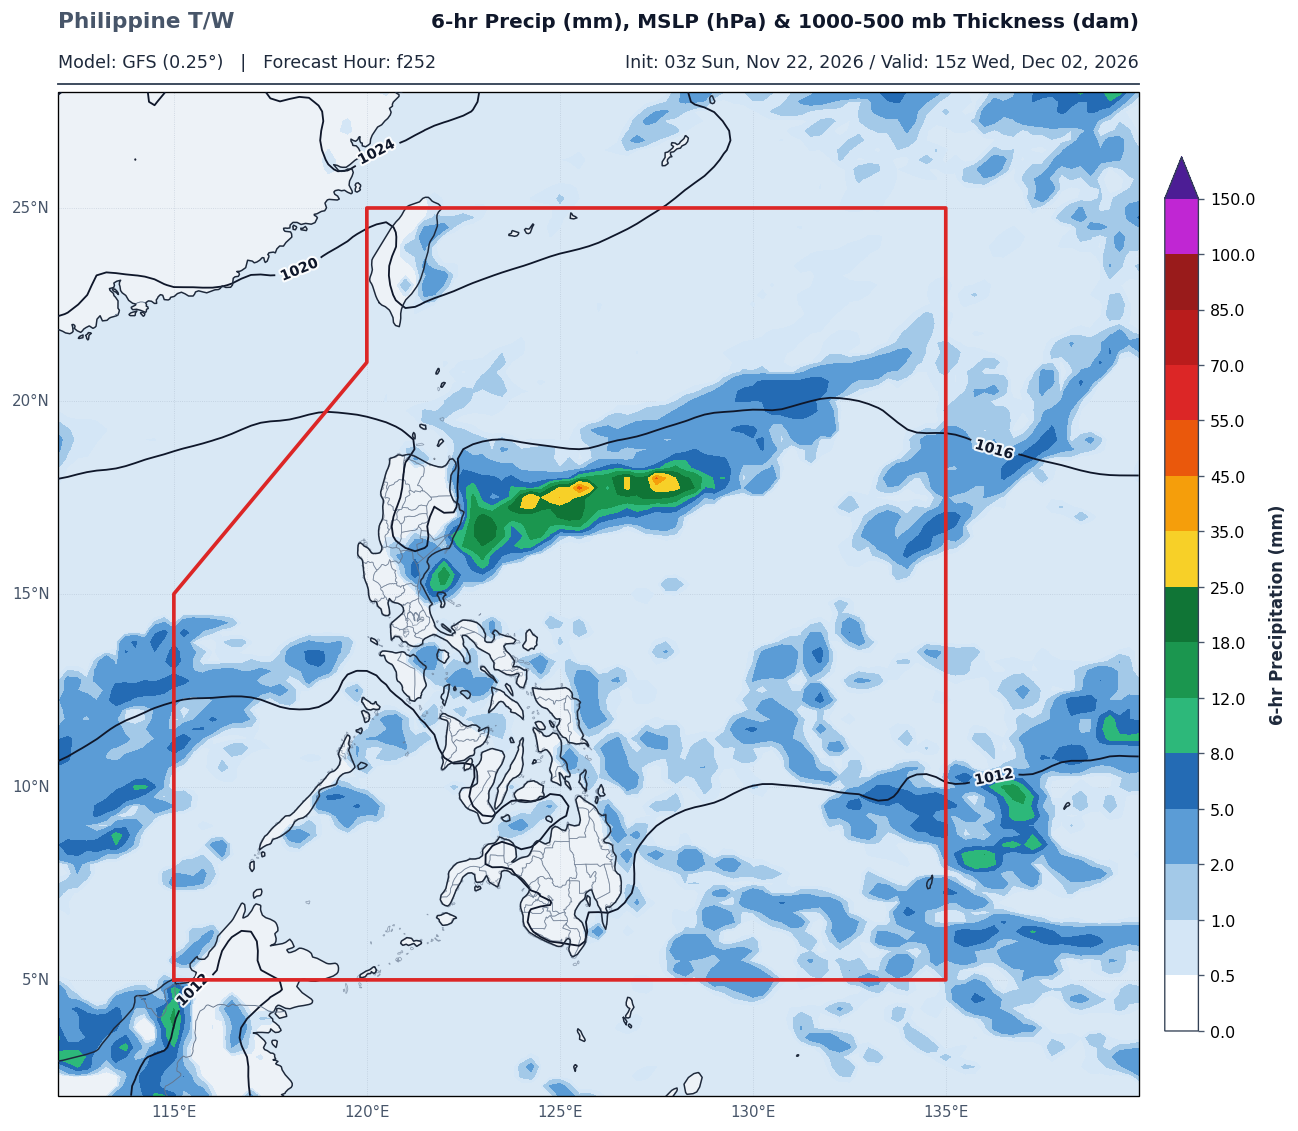 Philippine T/W
6-hr Precip (mm), MSLP (hPa) & 1000-500 mb Thickness (dam)
Model: GFS (0.25°) | Forecast Hour: f252
Init: 03z Sun, Nov 22, 2026 / Valid: 15z Wed, Dec 02, 2026
1024
1020
1016
1012
1012
25°N
20°N
15°N
10°N
5°N
115°E
120°E
125°E
130°E
135°E
150.0
100.0
85.0
70.0
55.0
45.0
35.0
25.0
18.0
12.0
8.0
5.0
2.0
1.0
0.5
0.0
6-hr Precipitation (mm)